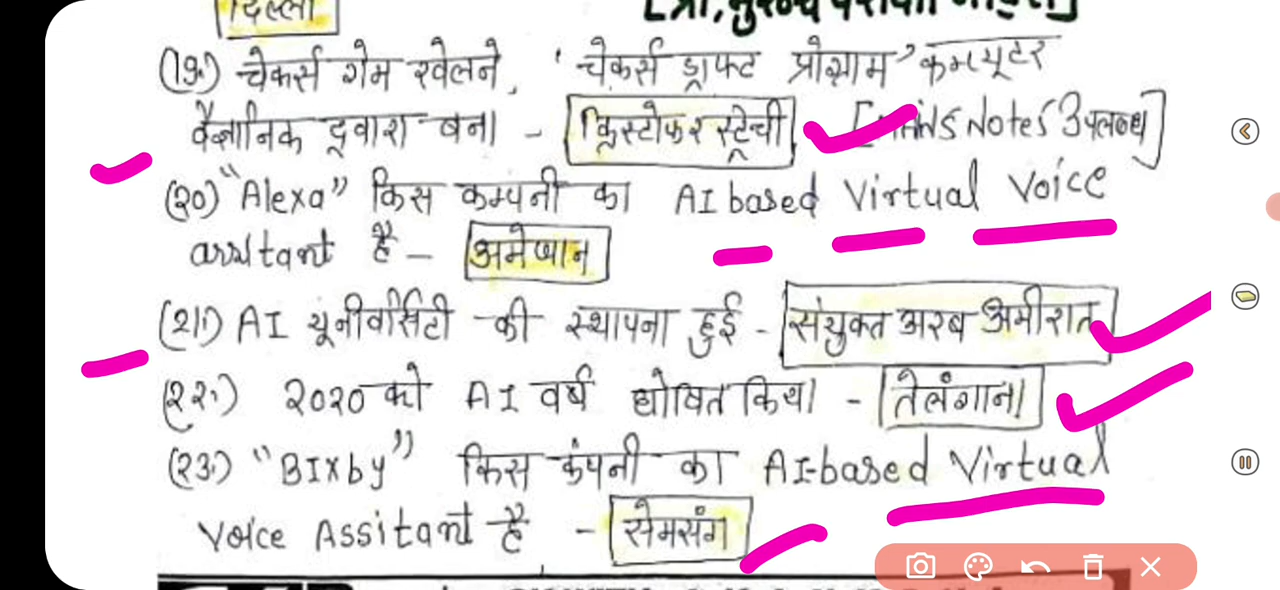 दिल्ली
(19.) चेकर्स गेम खेलने, 'चेकर्स ड्राफ्ट प्रोग्राम' कम्प्यूटर
वैज्ञानिक द्वारा बना - क्रिस्टोफर स्ट्रेची [Notes उपलब्ध]
(20) "Alexa" किस कम्पनी का AI based Virtual Voice
assitant है - अमेजान
(21.) AI यूनीवर्सिटी की स्थापना हुई - संयुक्त अरब अमीरात
(22.) 2020 को AI वर्ष घोषित किया - तेलंगाना
(23.) "BIxby" किस कंपनी का AI-based Virtual
Voice Assitant है - सेमसंग